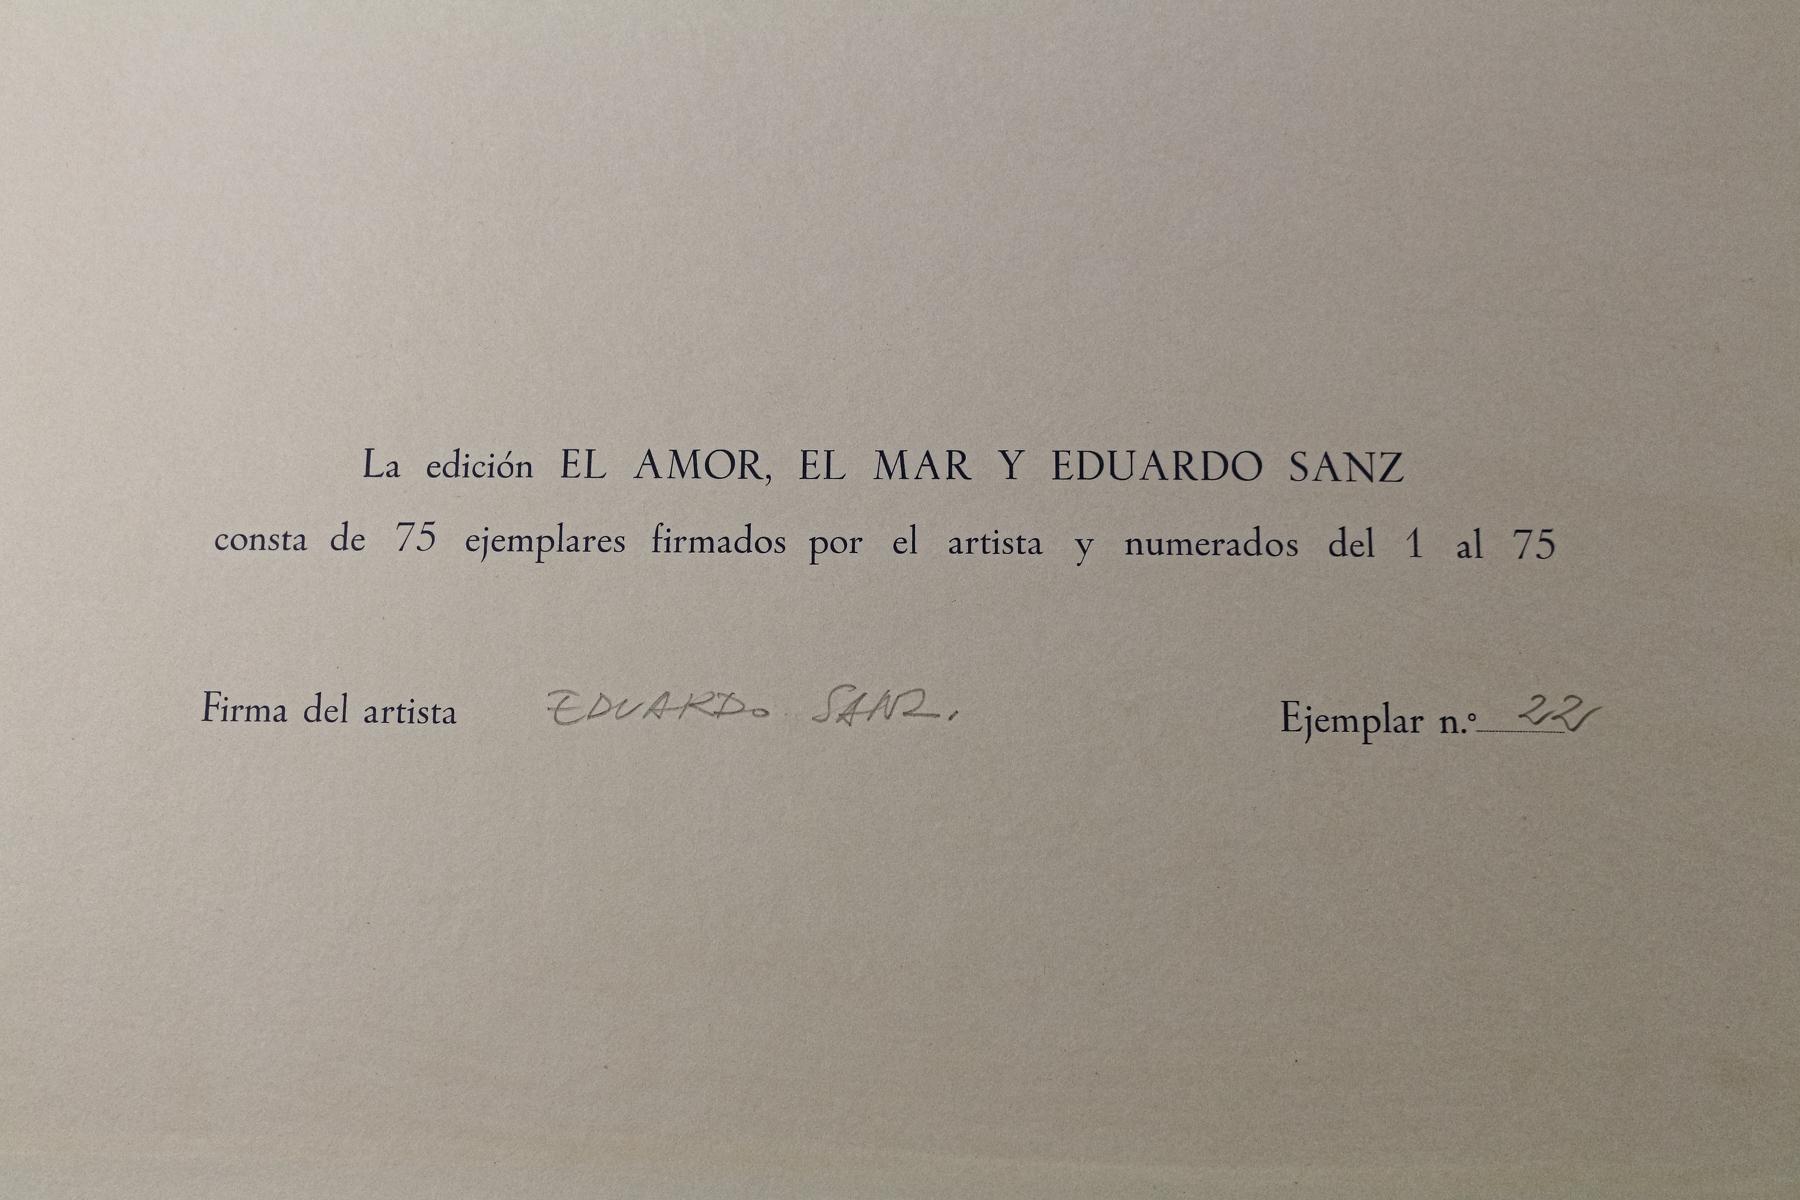 La edición EL AMOR, EL MAR Y EDUARDO SANZ
consta de 75 ejemplares firmados por el artista y numerados del 1 al 75
Firma del artista EDUARDO SANZ. Ejemplar n.º 22